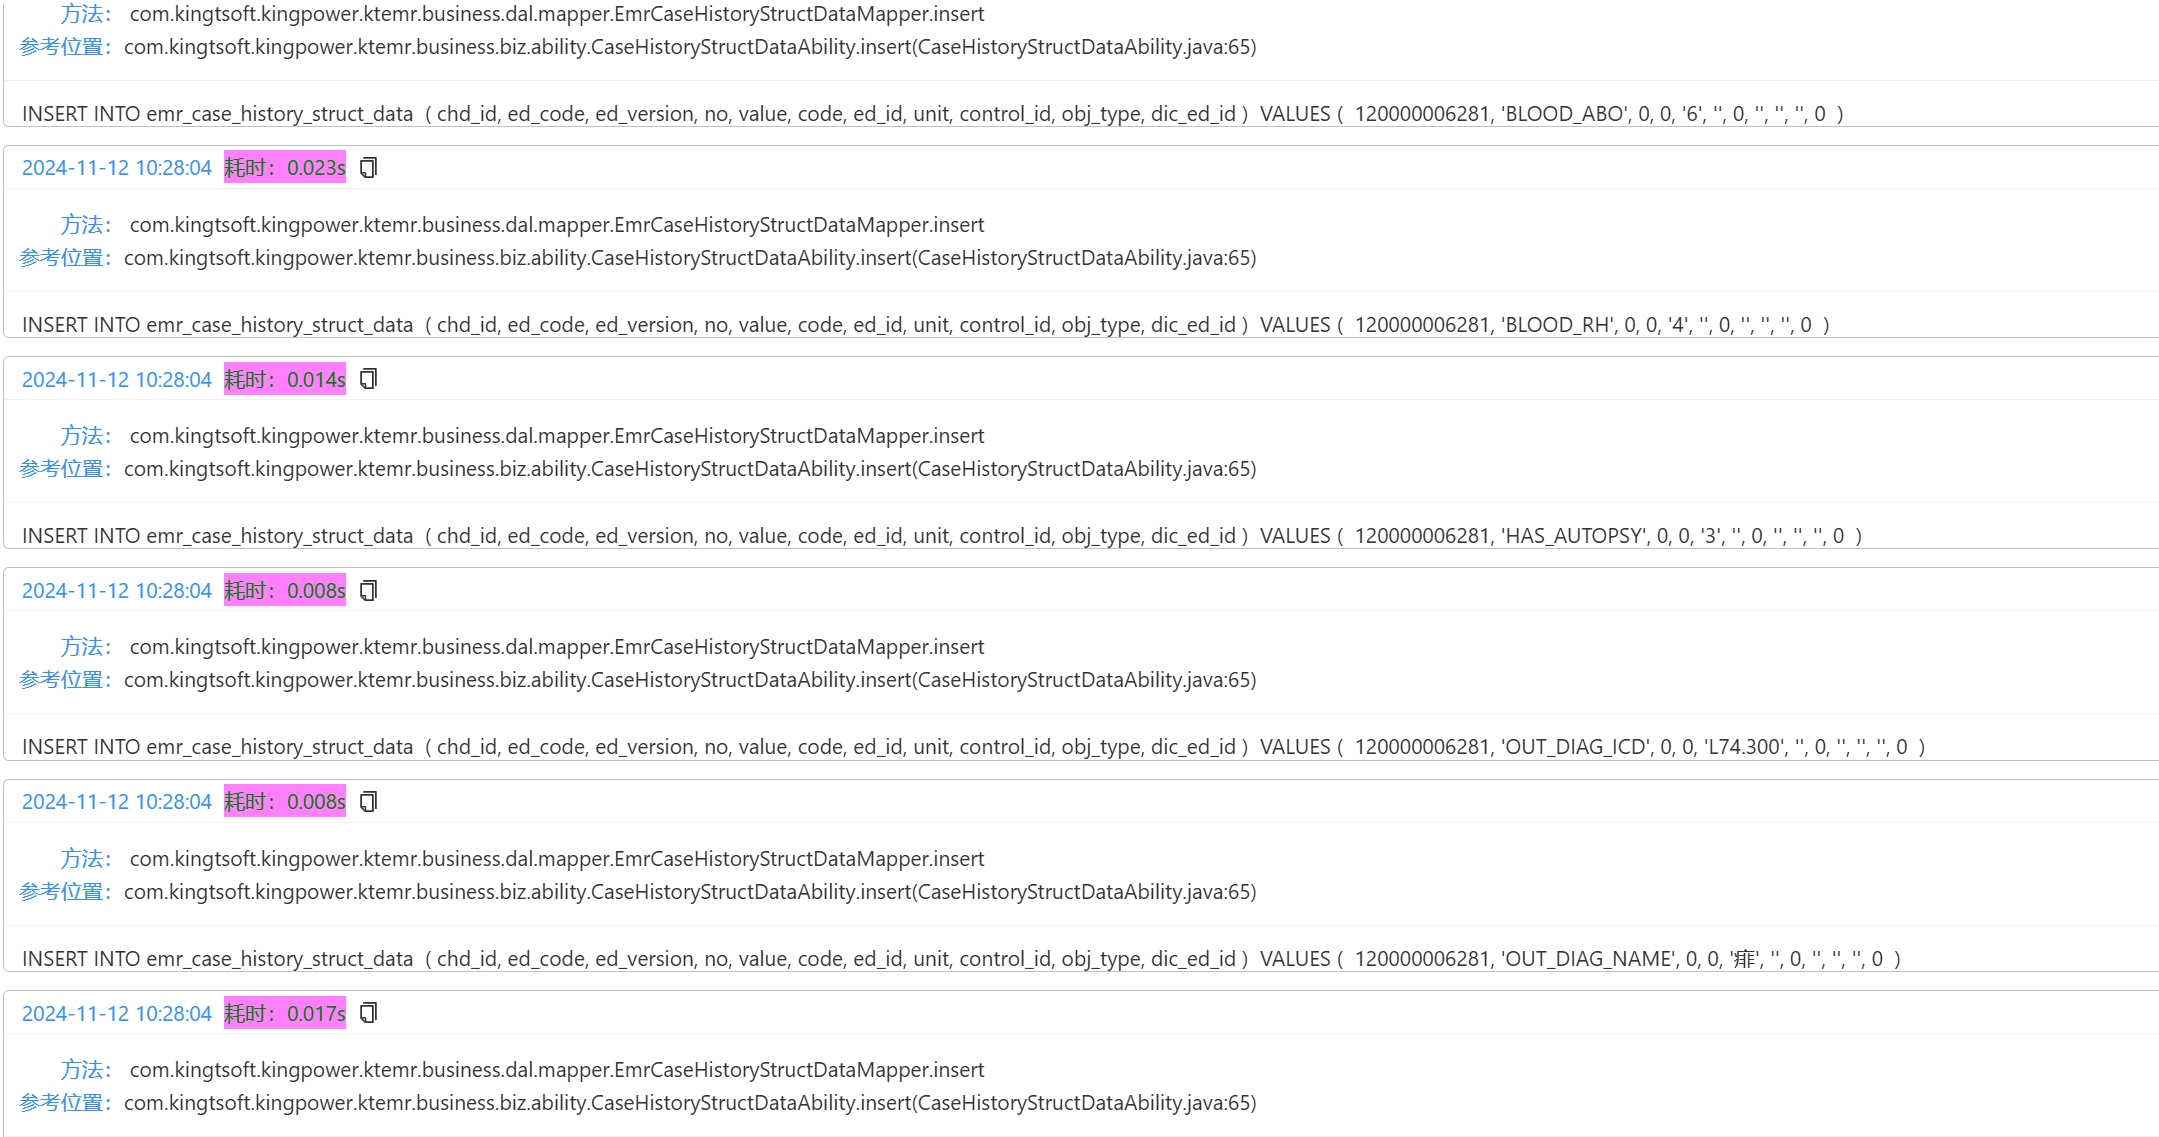 方法： com.kingtsoft.kingpower.ktemr.business.dal.mapper.EmrCaseHistoryStructDataMapper.insert
参考位置：com.kingtsoft.kingpower.ktemr.business.biz.ability.CaseHistoryStructDataAbility.insert(CaseHistoryStructDataAbility.java:65)
INSERT INTO emr_case_history_struct_data ( chd_id, ed_code, ed_version, no, value, code, ed_id, unit, control_id, obj_type, dic_ed_id ) VALUES ( 120000006281, 'BLOOD_ABO', 0, 0, '6', '', 0, '', '', '', 0 )
2024-11-12 10:28:04 耗时：0.023s
方法： com.kingtsoft.kingpower.ktemr.business.dal.mapper.EmrCaseHistoryStructDataMapper.insert
参考位置：com.kingtsoft.kingpower.ktemr.business.biz.ability.CaseHistoryStructDataAbility.insert(CaseHistoryStructDataAbility.java:65)
INSERT INTO emr_case_history_struct_data ( chd_id, ed_code, ed_version, no, value, code, ed_id, unit, control_id, obj_type, dic_ed_id ) VALUES ( 120000006281, 'BLOOD_RH', 0, 0, '4', '', 0, '', '', '', 0 )
2024-11-12 10:28:04 耗时：0.014s
方法： com.kingtsoft.kingpower.ktemr.business.dal.mapper.EmrCaseHistoryStructDataMapper.insert
参考位置：com.kingtsoft.kingpower.ktemr.business.biz.ability.CaseHistoryStructDataAbility.insert(CaseHistoryStructDataAbility.java:65)
INSERT INTO emr_case_history_struct_data ( chd_id, ed_code, ed_version, no, value, code, ed_id, unit, control_id, obj_type, dic_ed_id ) VALUES ( 120000006281, 'HAS_AUTOPSY', 0, 0, '3', '', 0, '', '', '', 0 )
2024-11-12 10:28:04 耗时：0.008s
方法： com.kingtsoft.kingpower.ktemr.business.dal.mapper.EmrCaseHistoryStructDataMapper.insert
参考位置：com.kingtsoft.kingpower.ktemr.business.biz.ability.CaseHistoryStructDataAbility.insert(CaseHistoryStructDataAbility.java:65)
INSERT INTO emr_case_history_struct_data ( chd_id, ed_code, ed_version, no, value, code, ed_id, unit, control_id, obj_type, dic_ed_id ) VALUES ( 120000006281, 'OUT_DIAG_ICD', 0, 0, 'L74.300', '', 0, '', '', '', 0 )
2024-11-12 10:28:04 耗时：0.008s
方法： com.kingtsoft.kingpower.ktemr.business.dal.mapper.EmrCaseHistoryStructDataMapper.insert
参考位置：com.kingtsoft.kingpower.ktemr.business.biz.ability.CaseHistoryStructDataAbility.insert(CaseHistoryStructDataAbility.java:65)
INSERT INTO emr_case_history_struct_data ( chd_id, ed_code, ed_version, no, value, code, ed_id, unit, control_id, obj_type, dic_ed_id ) VALUES ( 120000006281, 'OUT_DIAG_NAME', 0, 0, '痱', '', 0, '', '', '', 0 )
2024-11-12 10:28:04 耗时：0.017s
方法： com.kingtsoft.kingpower.ktemr.business.dal.mapper.EmrCaseHistoryStructDataMapper.insert
参考位置：com.kingtsoft.kingpower.ktemr.business.biz.ability.CaseHistoryStructDataAbility.insert(CaseHistoryStructDataAbility.java:65)